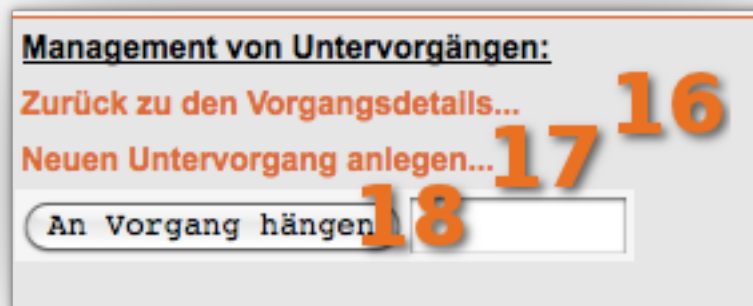 Management von Untervorgängen:
Zurück zu den Vorgangsdetails... 16
Neuen Untervorgang anlegen... 17
An Vorgang hängen 18